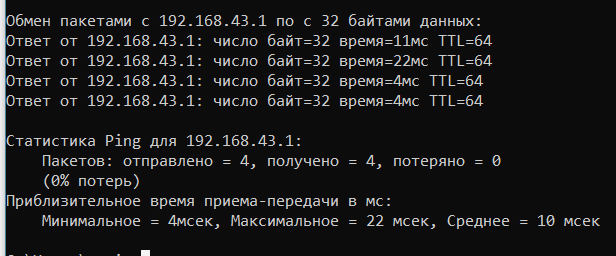 Обмен пакетами с 192.168.43.1 по с 32 байтами данных:
Ответ от 192.168.43.1: число байт=32 время=11мс TTL=64
Ответ от 192.168.43.1: число байт=32 время=22мс TTL=64
Ответ от 192.168.43.1: число байт=32 время=4мс TTL=64
Ответ от 192.168.43.1: число байт=32 время=4мс TTL=64
Статистика Ping для 192.168.43.1:
Пакетов: отправлено = 4, получено = 4, потеряно = 0
(0% потерь)
Приблизительное время приема-передачи в мс:
Минимальное = 4мсек, Максимальное = 22 мсек, Среднее = 10 мсек